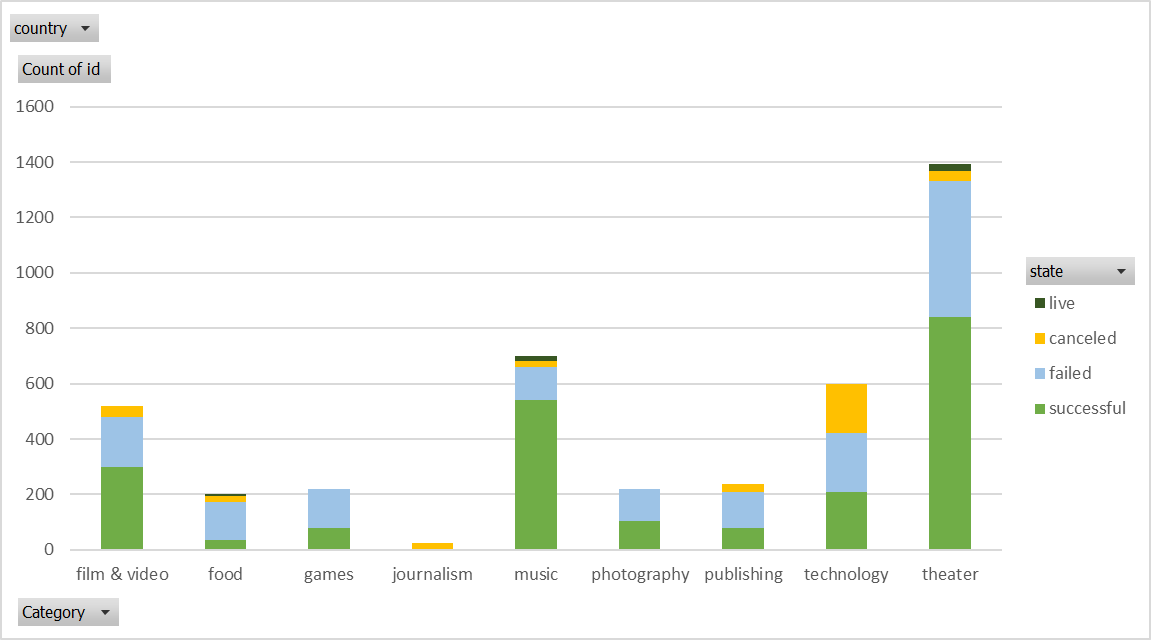 country
Count of id
1600
1400
1200
1000
800
600
400
200
0
film & video food games journalism music photography publishing technology theater
state
live
canceled
failed
successful
Category